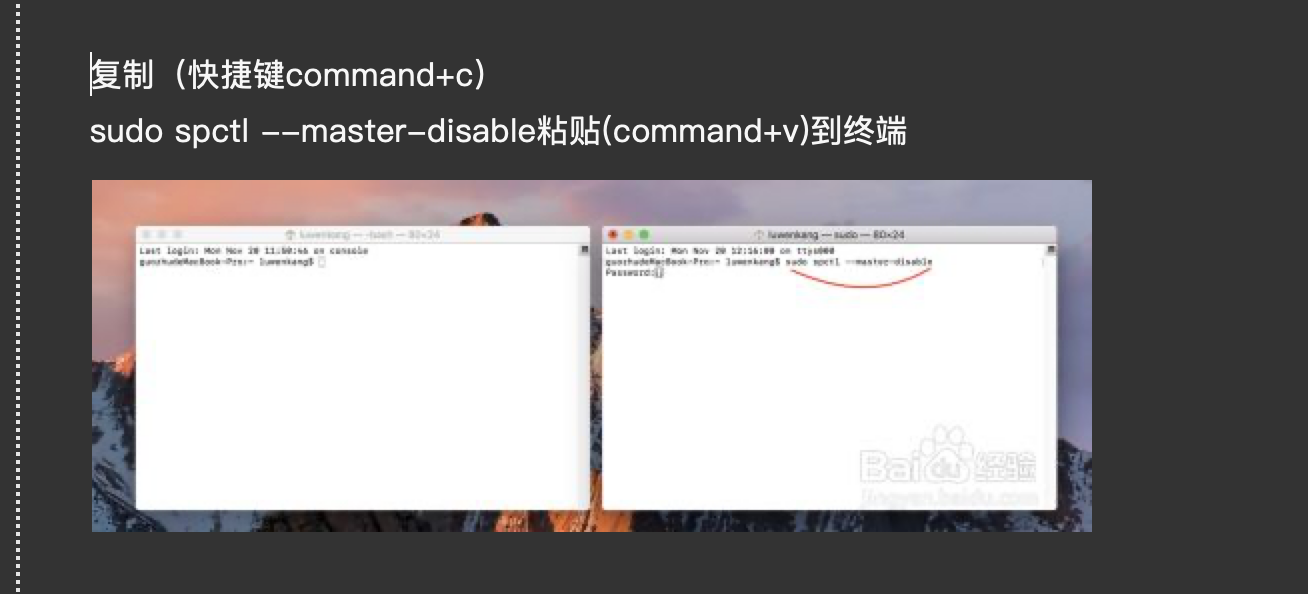 复制（快捷键command+c）
sudo spctl --master-disable粘贴(command+v)到终端
luwenkang — -bash — 80×24
Last login: Mon Nov 20 11:50:46 on console
guozhudeMacBook-Pro:~ luwenkang$
luwenkang — sudo — 80×24
Last login: Mon Nov 20 12:16:00 on ttys000
guozhudeMacBook-Pro:~ luwenkang$ sudo spctl --master-disable
Password:
Baidu经验
jingyan.baidu.com